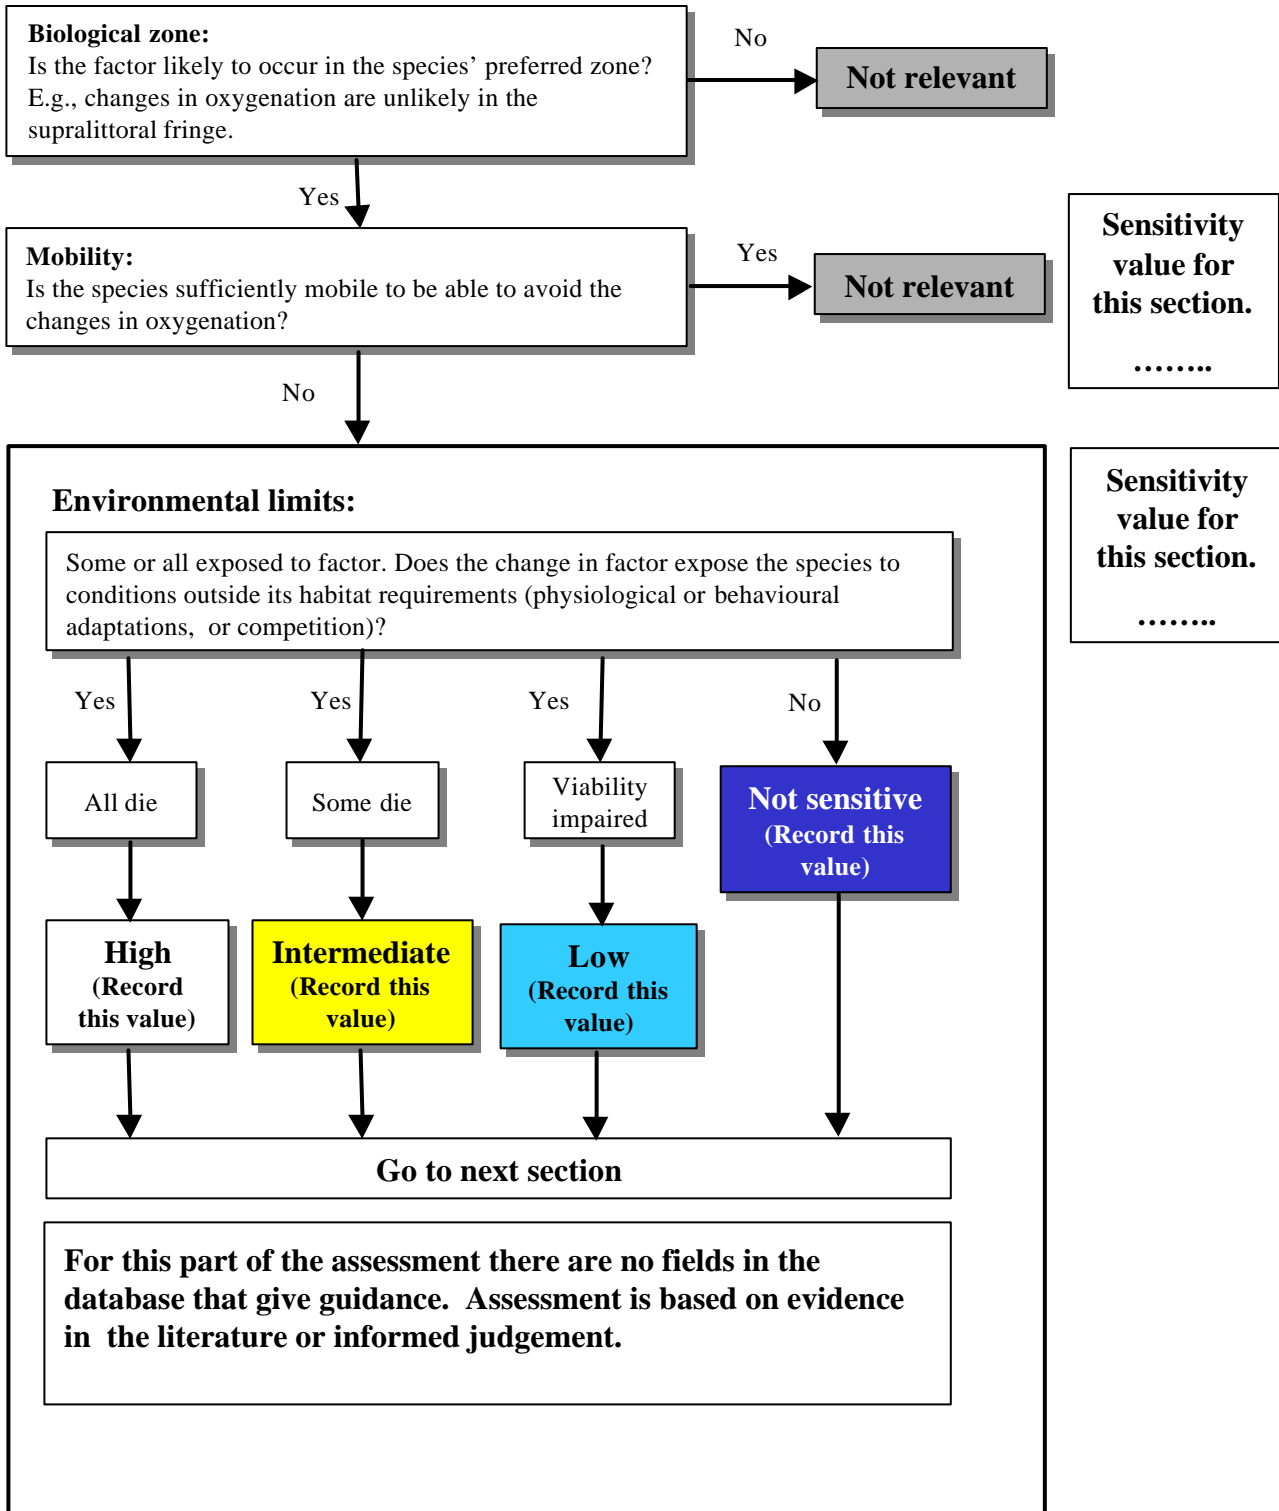 Biological zone:
Is the factor likely to occur in the species’ preferred zone?
E.g., changes in oxygenation are unlikely in the
supralittoral fringe.
No
Not relevant
Yes
Mobility:
Is the species sufficiently mobile to be able to avoid the
changes in oxygenation?
Yes
Not relevant
Sensitivity
value for
this section.
……..
No
Environmental limits:
Some or all exposed to factor. Does the change in factor expose the species to
conditions outside its habitat requirements (physiological or behavioural
adaptations,  or competition)?
Sensitivity
value for
this section.
……..
Yes
Yes
Yes
No
All die
Some die
Viability
impaired
Not sensitive
(Record this
value)
High
(Record
this value)
Intermediate
(Record this
value)
Low
(Record this
value)
Go to next section
For this part of the assessment there are no fields in the
database that give guidance.  Assessment is based on evidence
in  the literature or informed judgement.